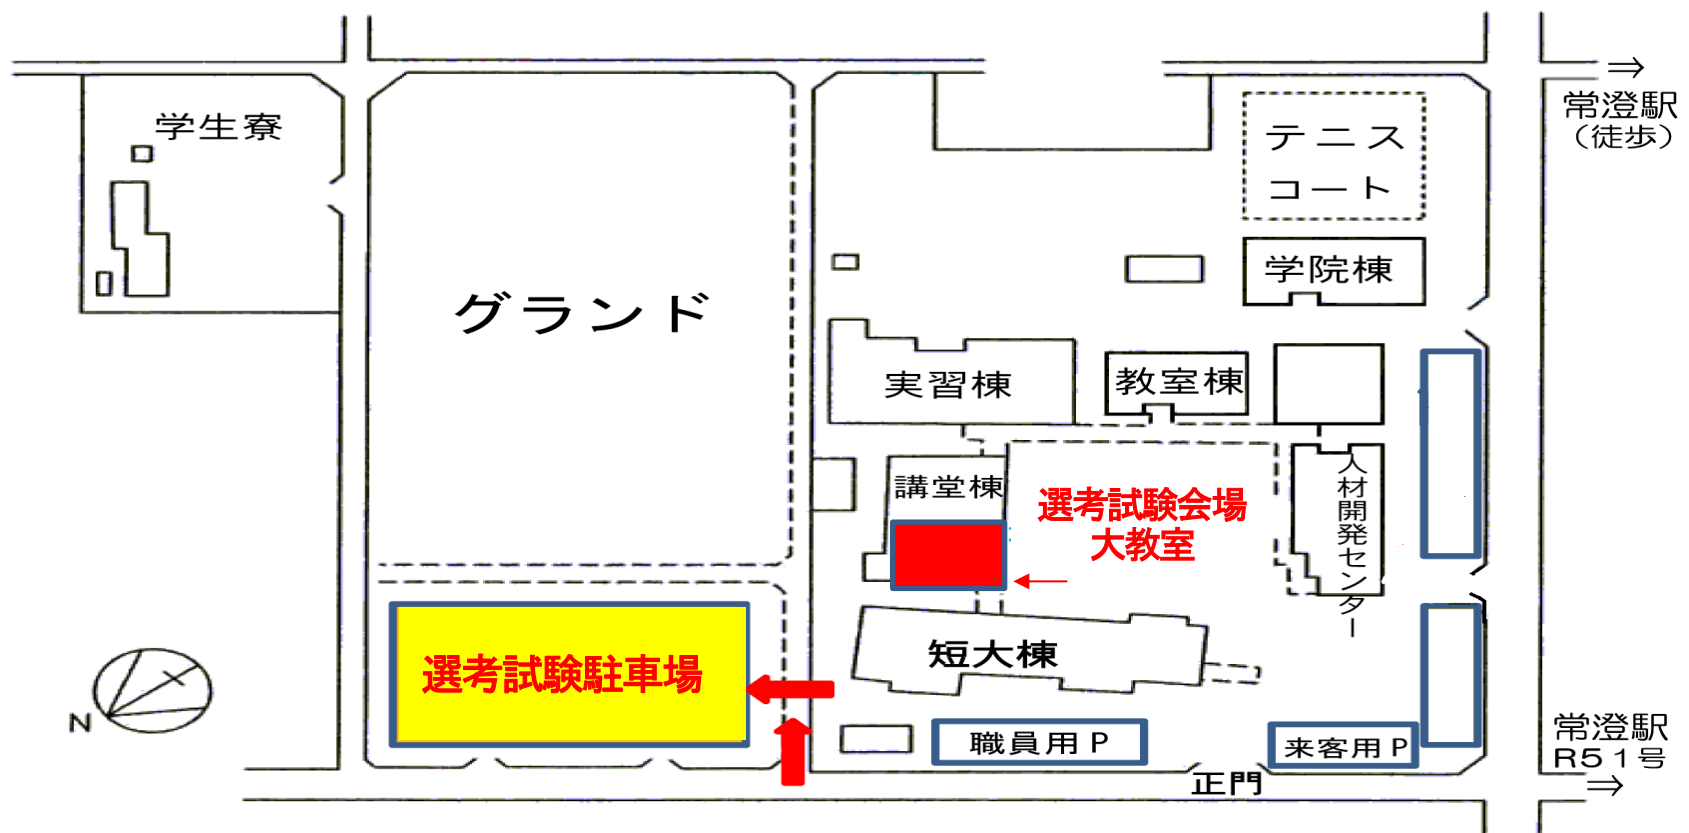 常澄駅
（徒歩）
学生寮
テニス
コート
グランド
学院棟
実習棟
教室棟
講堂棟
選考試験会場
大教室
人材開発センター
短大棟
選考試験駐車場
N
職員用P
来客用P
正門
常澄駅
R51号